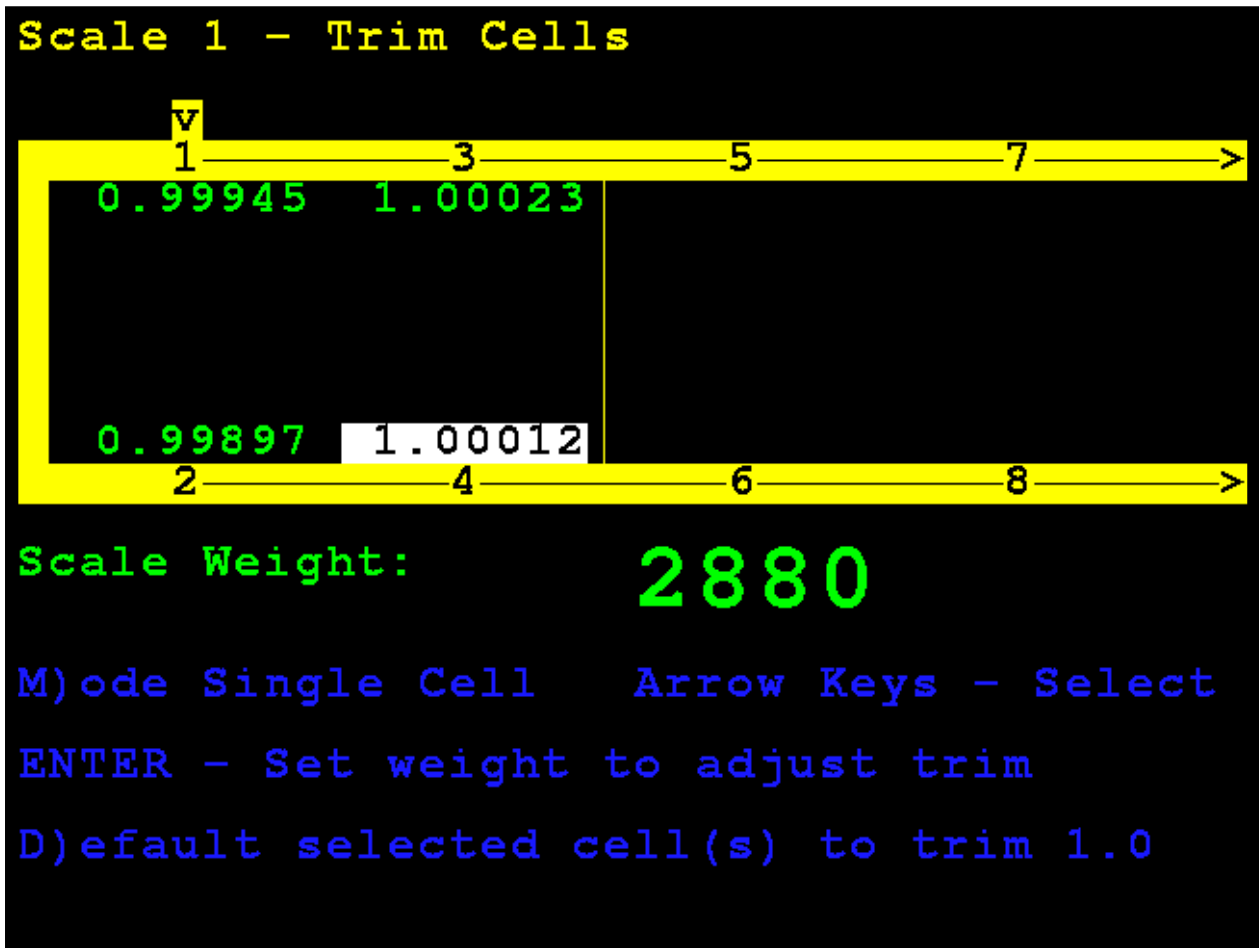 Scale 1 - Trim Cells
v
1 3 5 7 >
0.99945 1.00023
0.99897 1.00012
2 4 6 8 >
Scale Weight: 2880
M)ode Single Cell Arrow Keys - Select
ENTER - Set weight to adjust trim
D)efault selected cell(s) to trim 1.0